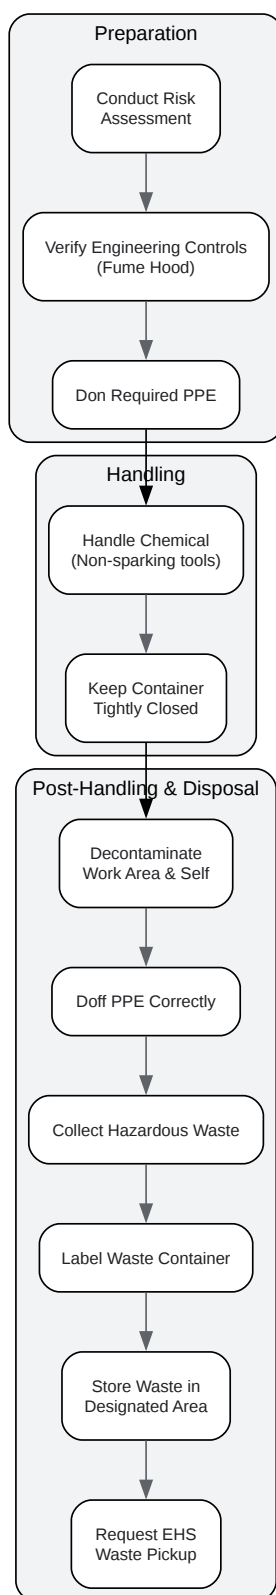 Preparation
Conduct Risk
Assessment
Verify Engineering Controls
(Fume Hood)
Don Required PPE
Handling
Handle Chemical
(Non-sparking tools)
Keep Container
Tightly Closed
Post-Handling & Disposal
Decontaminate
Work Area & Self
Doff PPE Correctly
Collect Hazardous Waste
Label Waste Container
Store Waste in
Designated Area
Request EHS
Waste Pickup